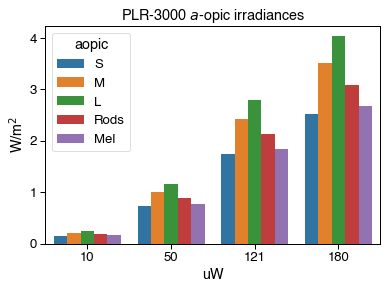 PLR-3000 a-opic irradiances
W/m²
4
3
2
1
0
aopic
S
M
L
Rods
Mel
10 50 121 180
uW